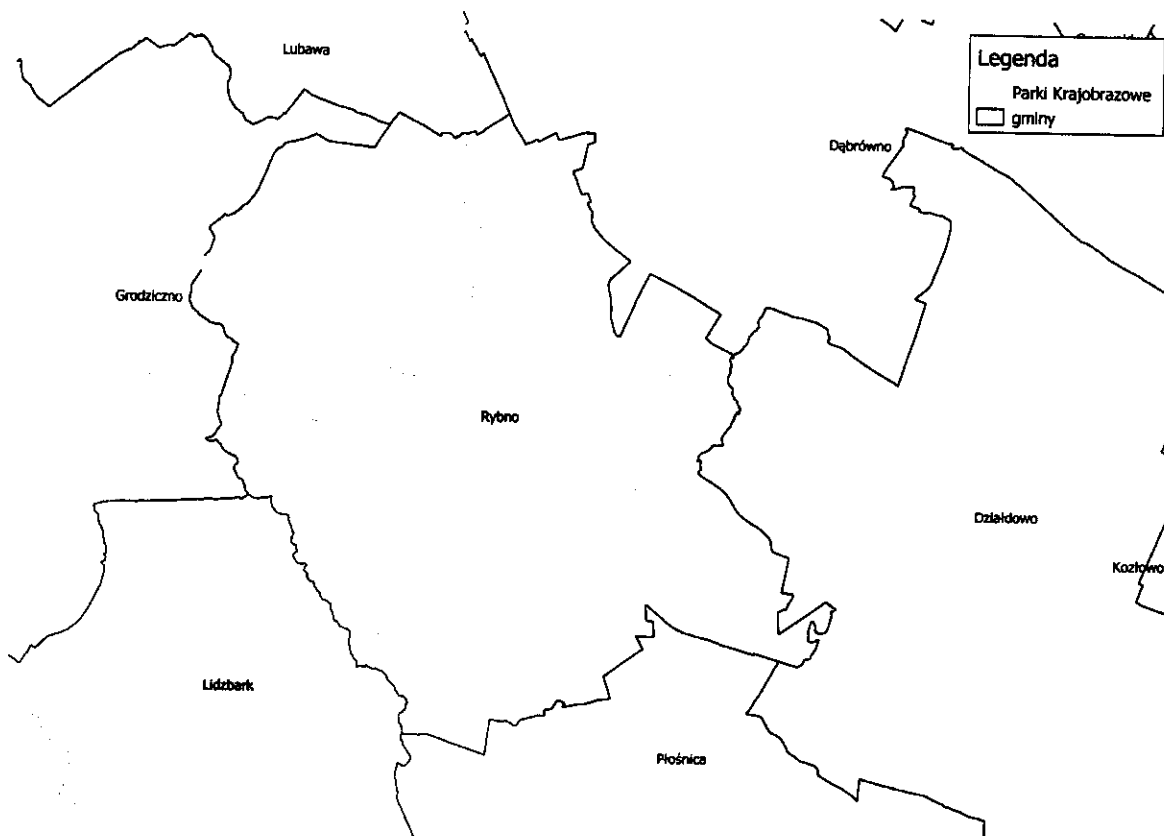 Lubawa
Legenda
Parki Krajobrazowe
gminy
Dąbrówno
Grodziczno
Rybno
Działdowo
Kozłowo
Lidzbark
Płośnica